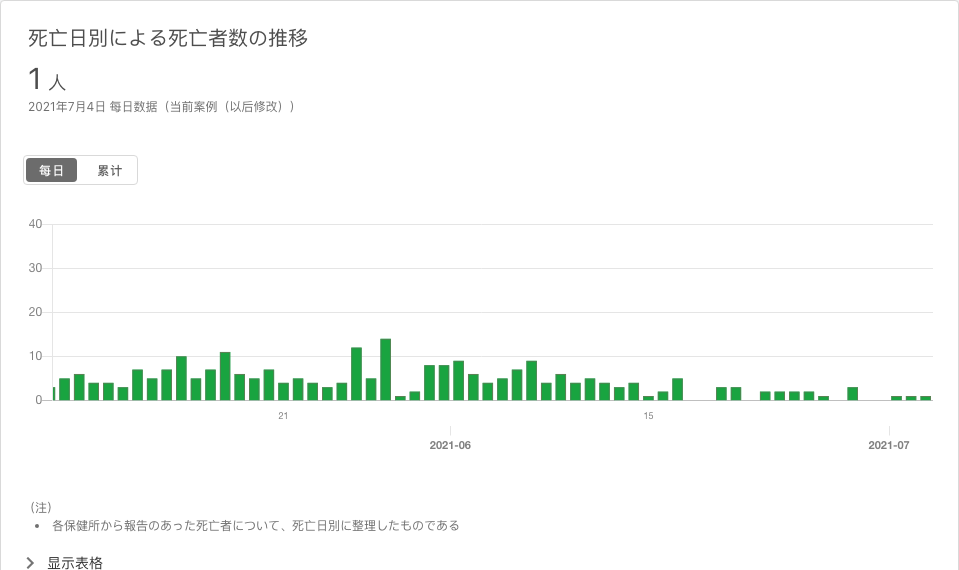 死亡日別による死亡者数の推移
1 人
2021年7月4日 每日数据（当前案例（以后修改））
每日 累计
40
30
20
10
0
21 15
2021-06 2021-07
（注）
• 各保健所から報告のあった死亡者について、死亡日別に整理したものである
显示表格